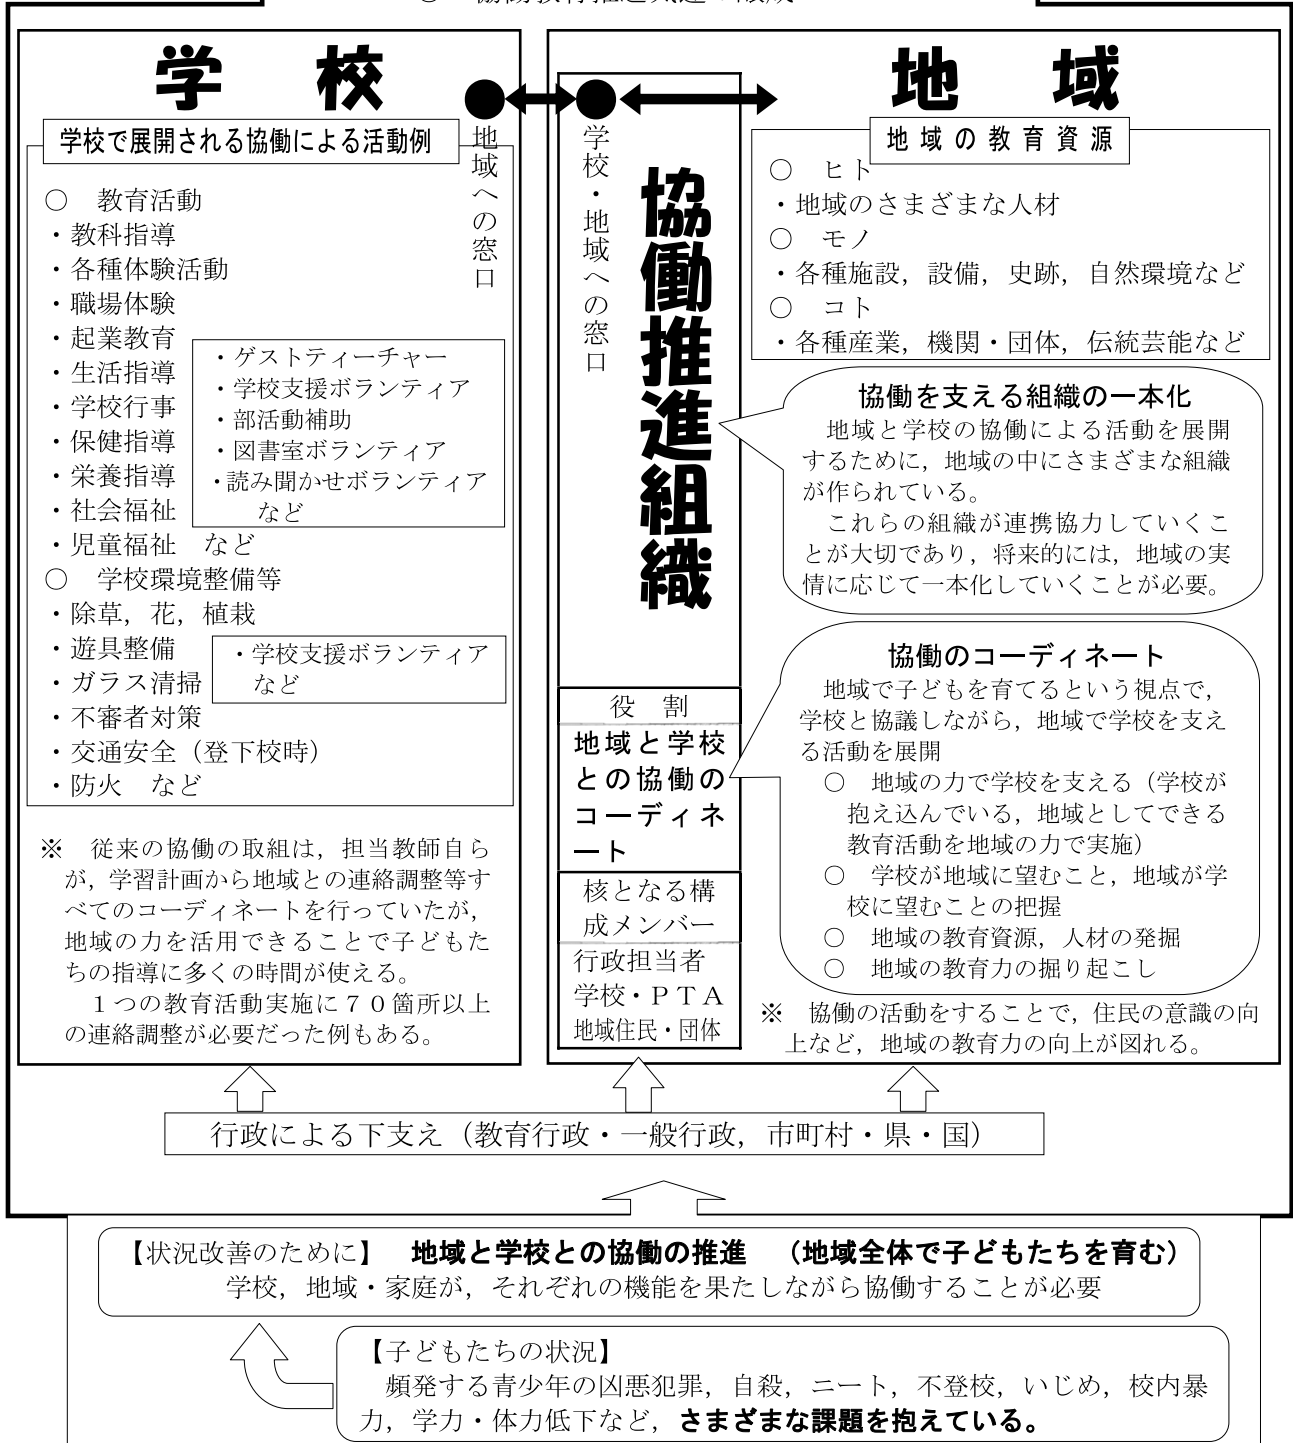 学　校
地域への窓口
学校で展開される協働による活動例
○　教育活動
・教科指導
・各種体験活動
・職場体験
・起業教育
・生活指導
・学校行事
・保健指導
・栄養指導
・社会福祉
・児童福祉　など
・ゲストティーチャー
・学校支援ボランティア
・部活動補助
・図書室ボランティア
・読み聞かせボランティア
など
○　学校環境整備等
・除草，花，植栽
・遊具整備
・ガラス清掃
・不審者対策
・交通安全（登下校時）
・防火　など
・学校支援ボランティア
など
※　従来の協働の取組は，担当教師自ら
が，学習計画から地域との連絡調整等す
べてのコーディネートを行っていたが，
地域の力を活用できることで子どもた
ちの指導に多くの時間が使える。
１つの教育活動実施に７０箇所以上
の連絡調整が必要だった例もある。
学校・地域への窓口
協働推進組織
役　割
地域と学校
との協働の
コーディネ
ート
核となる構
成メンバー
行政担当者
学校・ＰＴＡ
地域住民・団体
地　域
地域の教育資源
○　ヒト
・地域のさまざまな人材
○　モノ
・各種施設，設備，史跡，自然環境など
○　コト
・各種産業，機関・団体，伝統芸能など
協働を支える組織の一本化
地域と学校の協働による活動を展開
するために，地域の中にさまざまな組織
が作られている。
これらの組織が連携協力していくこ
とが大切であり，将来的には，地域の実
情に応じて一本化していくことが必要。
協働のコーディネート
地域で子どもを育てるという視点で，
学校と協議しながら，地域で学校を支え
る活動を展開
○　地域の力で学校を支える（学校が
抱え込んでいる，地域としてできる
教育活動を地域の力で実施）
○　学校が地域に望むこと，地域が学
校に望むことの把握
○　地域の教育資源，人材の発掘
○　地域の教育力の掘り起こし
※　協働の活動をすることで，住民の意識の向
上など，地域の教育力の向上が図れる。
行政による下支え（教育行政・一般行政，市町村・県・国）
【状況改善のために】　地域と学校との協働の推進　（地域全体で子どもたちを育む）
学校，地域・家庭が，それぞれの機能を果たしながら協働することが必要
【子どもたちの状況】
頻発する青少年の凶悪犯罪，自殺，ニート，不登校，いじめ，校内暴
力，学力・体力低下など，さまざまな課題を抱えている。